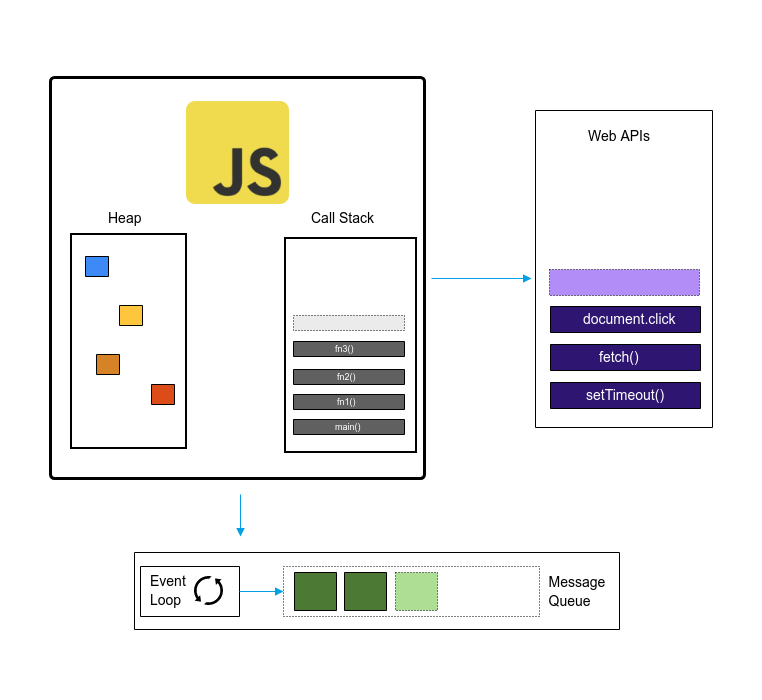 JS
Heap
Call Stack
fn3()
fn2()
fn1()
main()
Web APIs
document.click
fetch()
setTimeout()
Event
Loop
Message
Queue